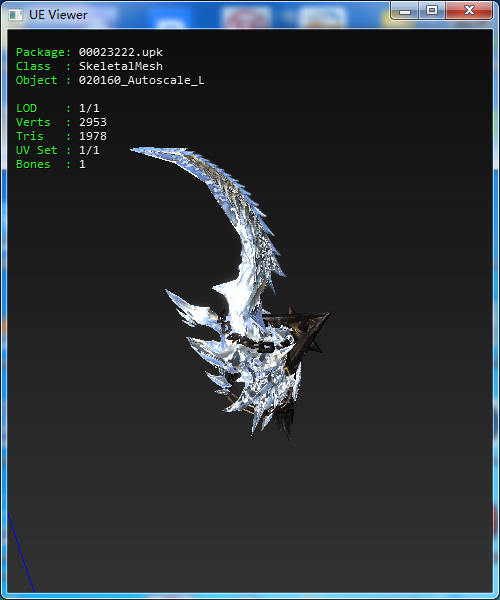 UE Viewer
Package: 00023222.upk
Class : SkeletalMesh
Object : 020160_Autoscale_L
LOD : 1/1
Verts : 2953
Tris : 1978
UV Set : 1/1
Bones : 1